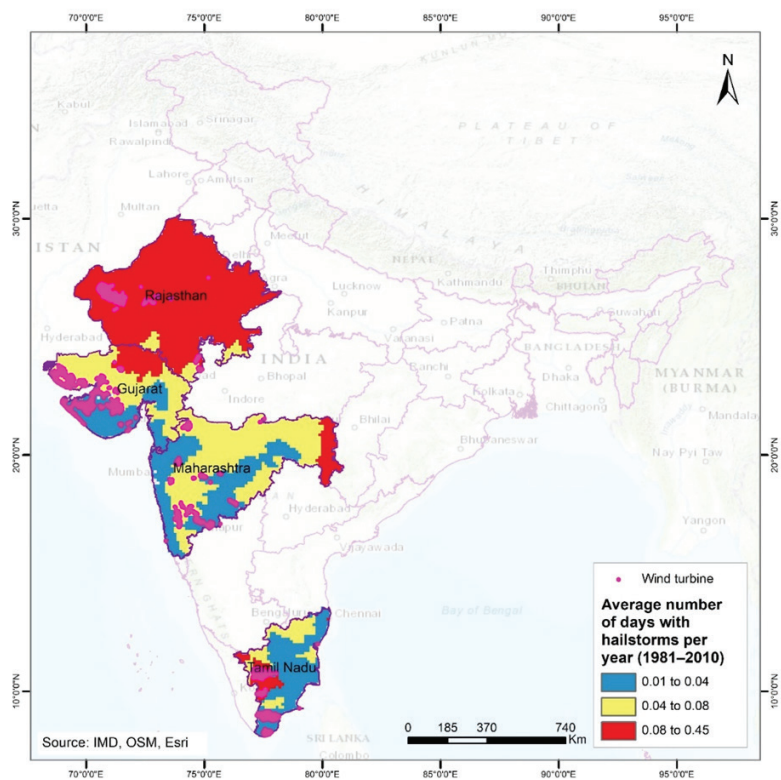 70°0'0"E 75°0'0"E 80°0'0"E 85°0'0"E 90°0'0"E 95°0'0"E
N
KUNLUN
Kabul
Islamabad Srinagar
Rawalpindi
PLATEAU OF
TIBET
Lahore Amritsar
Multan
HIMALAYA
30°0'0"N 30°0'0"N
ISTAN
Meerut
Delhi
NEPAL
Kathmandu
Thimphu
BHUTAN
Lucknow
Rajasthan
Kanpur
Guwahati
Patna
Hyderabad
Varanasi
BANGLADESH
INDIA
Ranchi
Dhaka
MYANMAR
(BURMA)
Bhopal
Gujarat
Indore
Kolkata
Chittagong
Bhilai
Mandala
Bhubaneswar
20°0'0"N 20°0'0"N
Maharashtra
Nay Pyi Taw
Mumba
Hyderabad
Yangon
Vijayawada
Bengaluru
Chennai
Bay of Bengal
Tamil Nadu
10°0'0"N 10°0'0"N
SRI LANKA
Colombo
Wind turbine
Average number
of days with
hailstorms per
year (1981–2010)
0.01 to 0.04
0.04 to 0.08
0.08 to 0.45
0 185 370 740
Km
Source: IMD, OSM, Esri
70°0'0"E 75°0'0"E 80°0'0"E 85°0'0"E 90°0'0"E 95°0'0"E